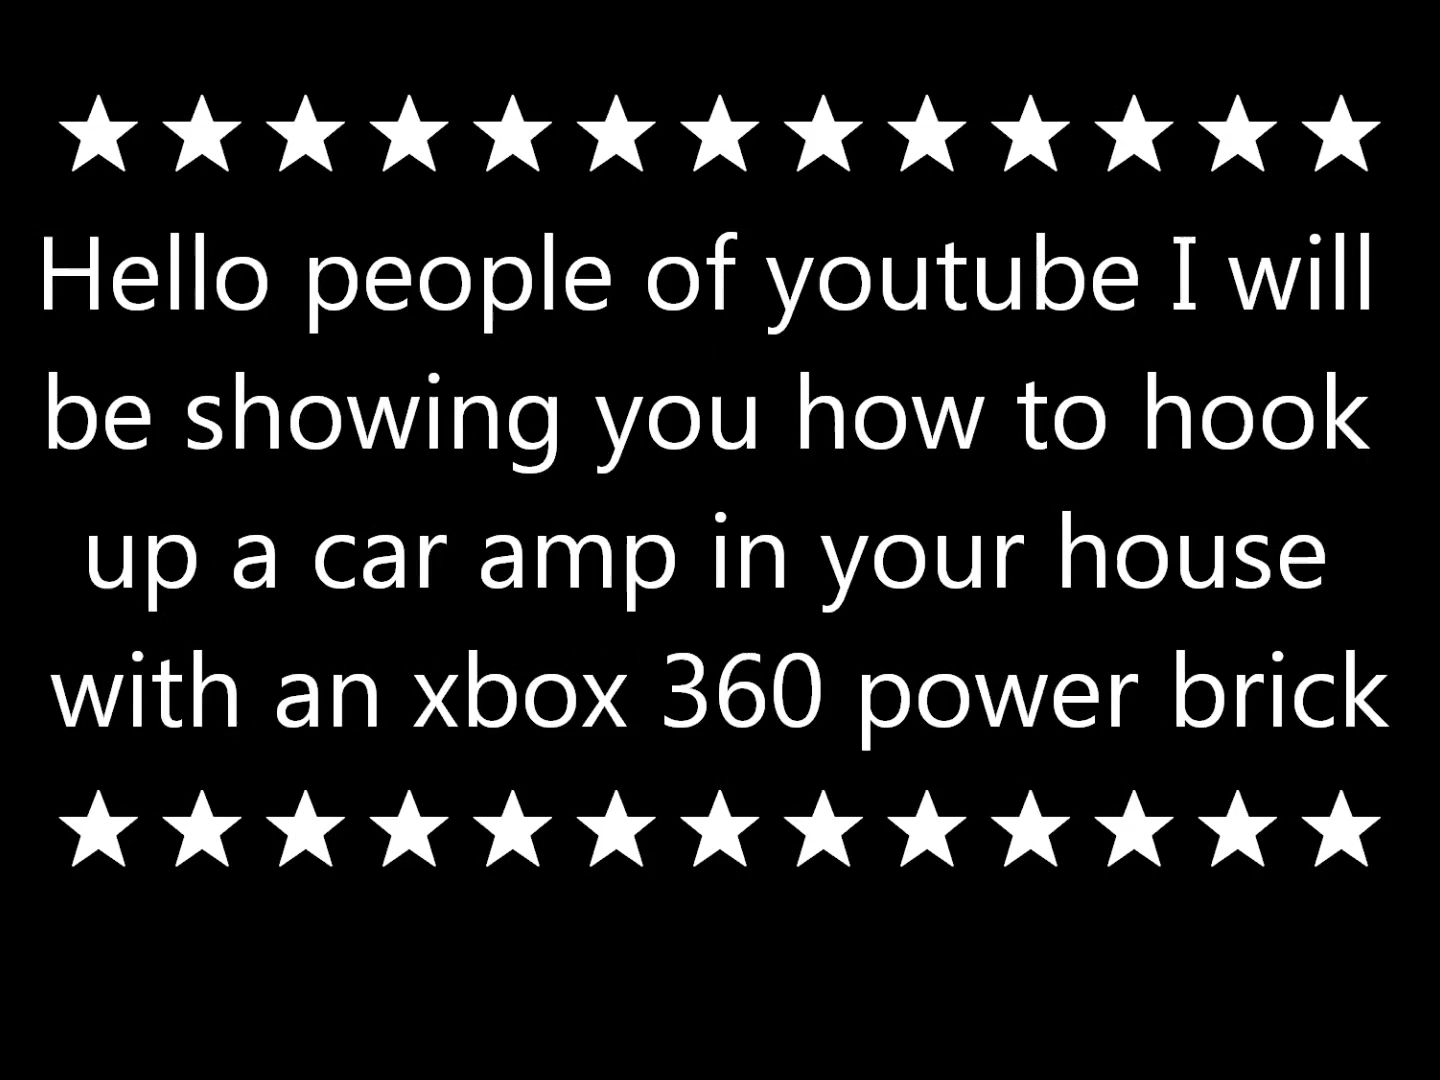 ★★★★★★★★★★★★★
Hello people of youtube I will
be showing you how to hook
up a car amp in your house
with an xbox 360 power brick
★★★★★★★★★★★★★